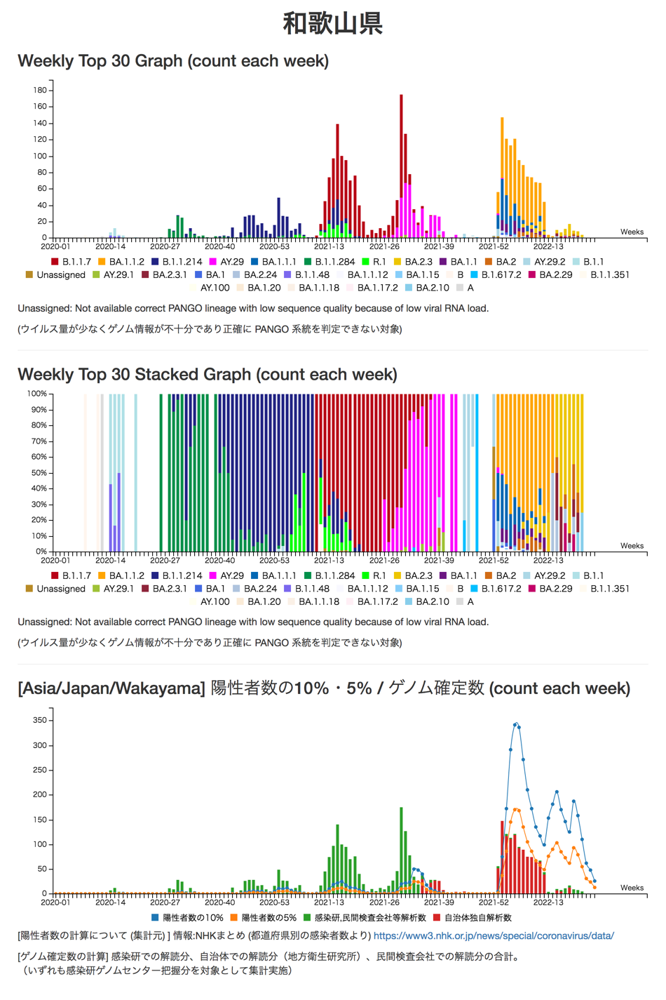 和歌山県
Weekly Top 30 Graph (count each week)
180
160
140
120
100
80
60
40
20
0
Weeks
2020-01 2020-14 2020-27 2020-40 2020-53 2021-13 2021-26 2021-39 2021-52 2022-13
B.1.1.7 BA.1.1.2 B.1.1.214 AY.29 BA.1.1.1 B.1.1.284 R.1 BA.2.3 BA.1.1 BA.2 AY.29.2 B.1.1
Unassigned AY.29.1 BA.2.3.1 BA.1 BA.2.24 B.1.1.48 BA.1.1.12 BA.1.15 B B.1.617.2 BA.2.29 B.1.1.351
AY.100 BA.1.20 BA.1.1.18 BA.1.17.2 BA.2.10 A
Unassigned: Not available correct PANGO lineage with low sequence quality because of low viral RNA load.
(ウイルス量が少なくゲノム情報が不十分であり正確に PANGO 系統を判定できない対象)
Weekly Top 30 Stacked Graph (count each week)
100%
90%
80%
70%
60%
50%
40%
30%
20%
10%
0%
Weeks
2020-01 2020-14 2020-27 2020-40 2020-53 2021-13 2021-26 2021-39 2021-52 2022-13
B.1.1.7 BA.1.1.2 B.1.1.214 AY.29 BA.1.1.1 B.1.1.284 R.1 BA.2.3 BA.1.1 BA.2 AY.29.2 B.1.1
Unassigned AY.29.1 BA.2.3.1 BA.1 BA.2.24 B.1.1.48 BA.1.1.12 BA.1.15 B B.1.617.2 BA.2.29 B.1.1.351
AY.100 BA.1.20 BA.1.1.18 BA.1.17.2 BA.2.10 A
Unassigned: Not available correct PANGO lineage with low sequence quality because of low viral RNA load.
(ウイルス量が少なくゲノム情報が不十分であり正確に PANGO 系統を判定できない対象)
[Asia/Japan/Wakayama] 陽性者数の10%・5% / ゲノム確定数 (count each week)
350
300
250
200
150
100
50
0
Weeks
2020-01 2020-14 2020-27 2020-40 2020-53 2021-13 2021-26 2021-39 2021-52 2022-13
陽性者数の10% 陽性者数の5% 感染研,民間検査会社等解析数 自治体独自解析数
[陽性者数の計算について (集計元) ] 情報:NHKまとめ (都道府県別の感染者数より) https://www3.nhk.or.jp/news/special/coronavirus/data/
[ゲノム確定数の計算] 感染研での解読分、自治体での解読分（地方衛生研究所）、民間検査会社での解読分の合計。
（いずれも感染研ゲノムセンター把握分を対象として集計実施）